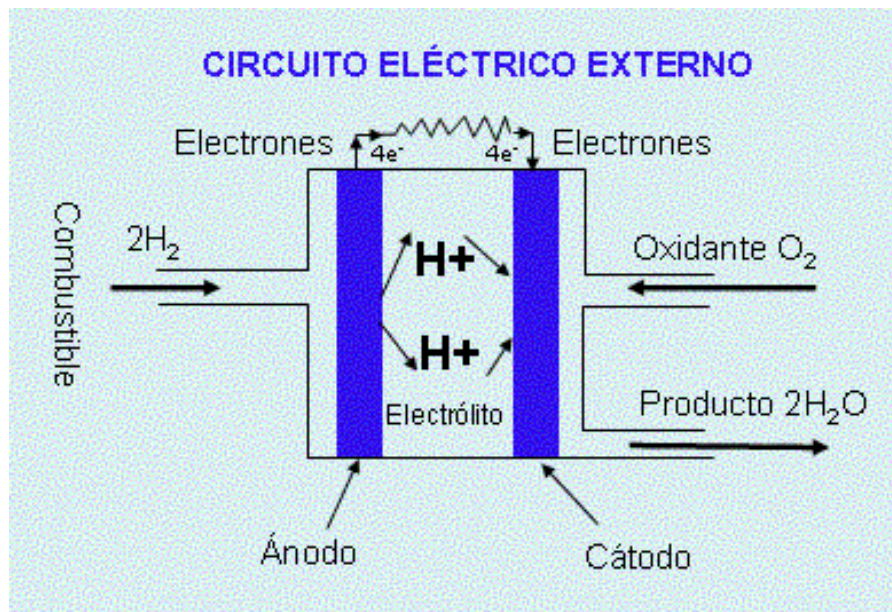 CIRCUITO ELÉCTRICO EXTERNO
Electrones
4e-
4e-
Electrones
Combustible
2H₂
H+
H+
Electrólito
Oxidante O₂
Producto 2H₂O
Ánodo
Cátodo